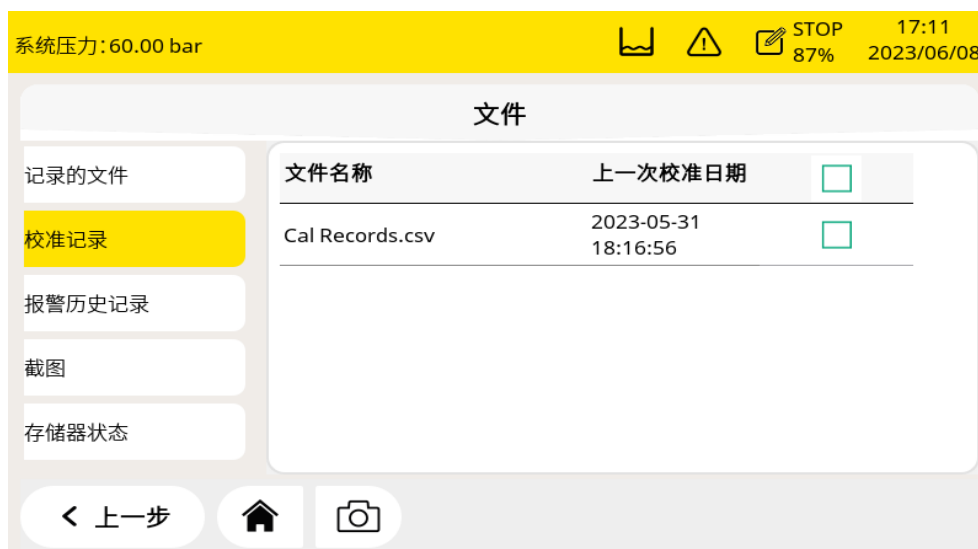 系统压力:60.00 bar
STOP
87%
17:11
2023/06/08
文件
记录的文件
校准记录
报警历史记录
截图
存储器状态
文件名称 上一次校准日期
Cal Records.csv 2023-05-31
18:16:56
上一步